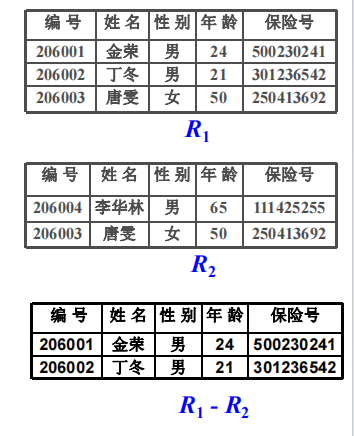 编号 姓名 性别 年龄 保险号
206001 金荣 男 24 500230241
206002 丁冬 男 21 301236542
206003 唐雯 女 50 250413692
R1
编号 姓名 性别 年龄 保险号
206004 李华林 男 65 111425255
206003 唐雯 女 50 250413692
R2
编号 姓名 性别 年龄 保险号
206001 金荣 男 24 500230241
206002 丁冬 男 21 301236542
R1 - R2